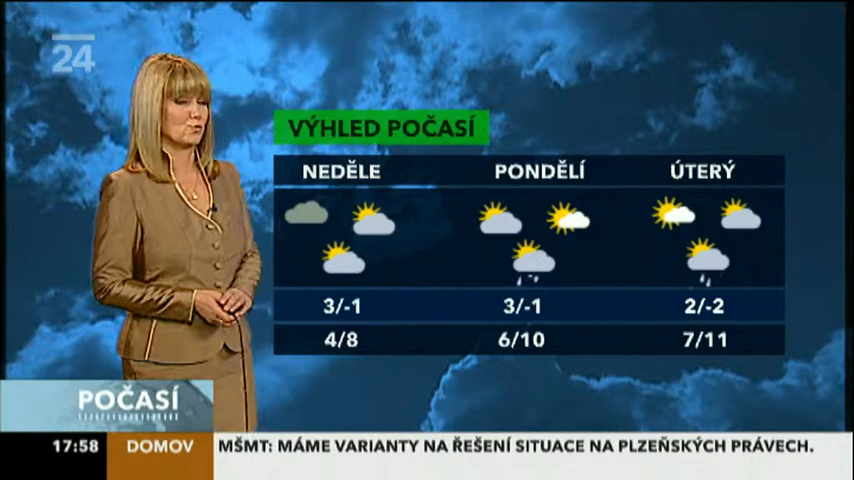 24
VÝHLED POČASÍ
NEDĚLE PONDĚLÍ ÚTERÝ
3/-1 3/-1 2/-2
4/8 6/10 7/11
POČASÍ
17:58 DOMOV MŠMT: MÁME VARIANTY NA ŘEŠENÍ SITUACE NA PLZEŇSKÝCH PRÁVECH.